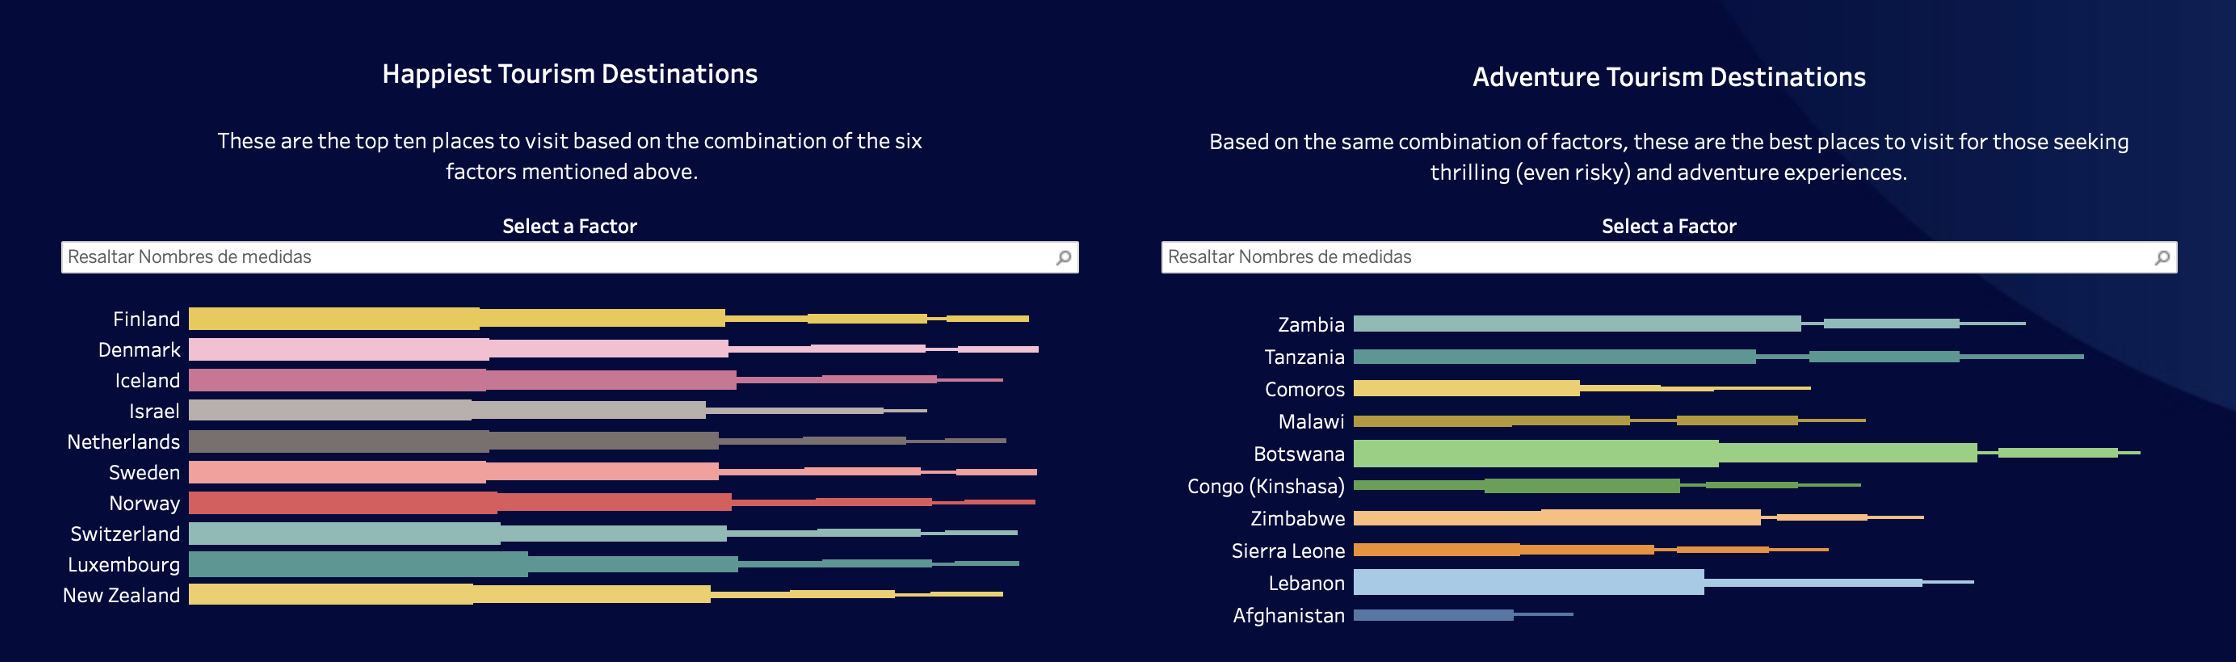 Happiest Tourism Destinations
These are the top ten places to visit based on the combination of the six
factors mentioned above.
Select a Factor
Resaltar Nombres de medidas
Finland
Denmark
Iceland
Israel
Netherlands
Sweden
Norway
Switzerland
Luxembourg
New Zealand
Adventure Tourism Destinations
Based on the same combination of factors, these are the best places to visit for those seeking
thrilling (even risky) and adventure experiences.
Select a Factor
Resaltar Nombres de medidas
Zambia
Tanzania
Comoros
Malawi
Botswana
Congo (Kinshasa)
Zimbabwe
Sierra Leone
Lebanon
Afghanistan